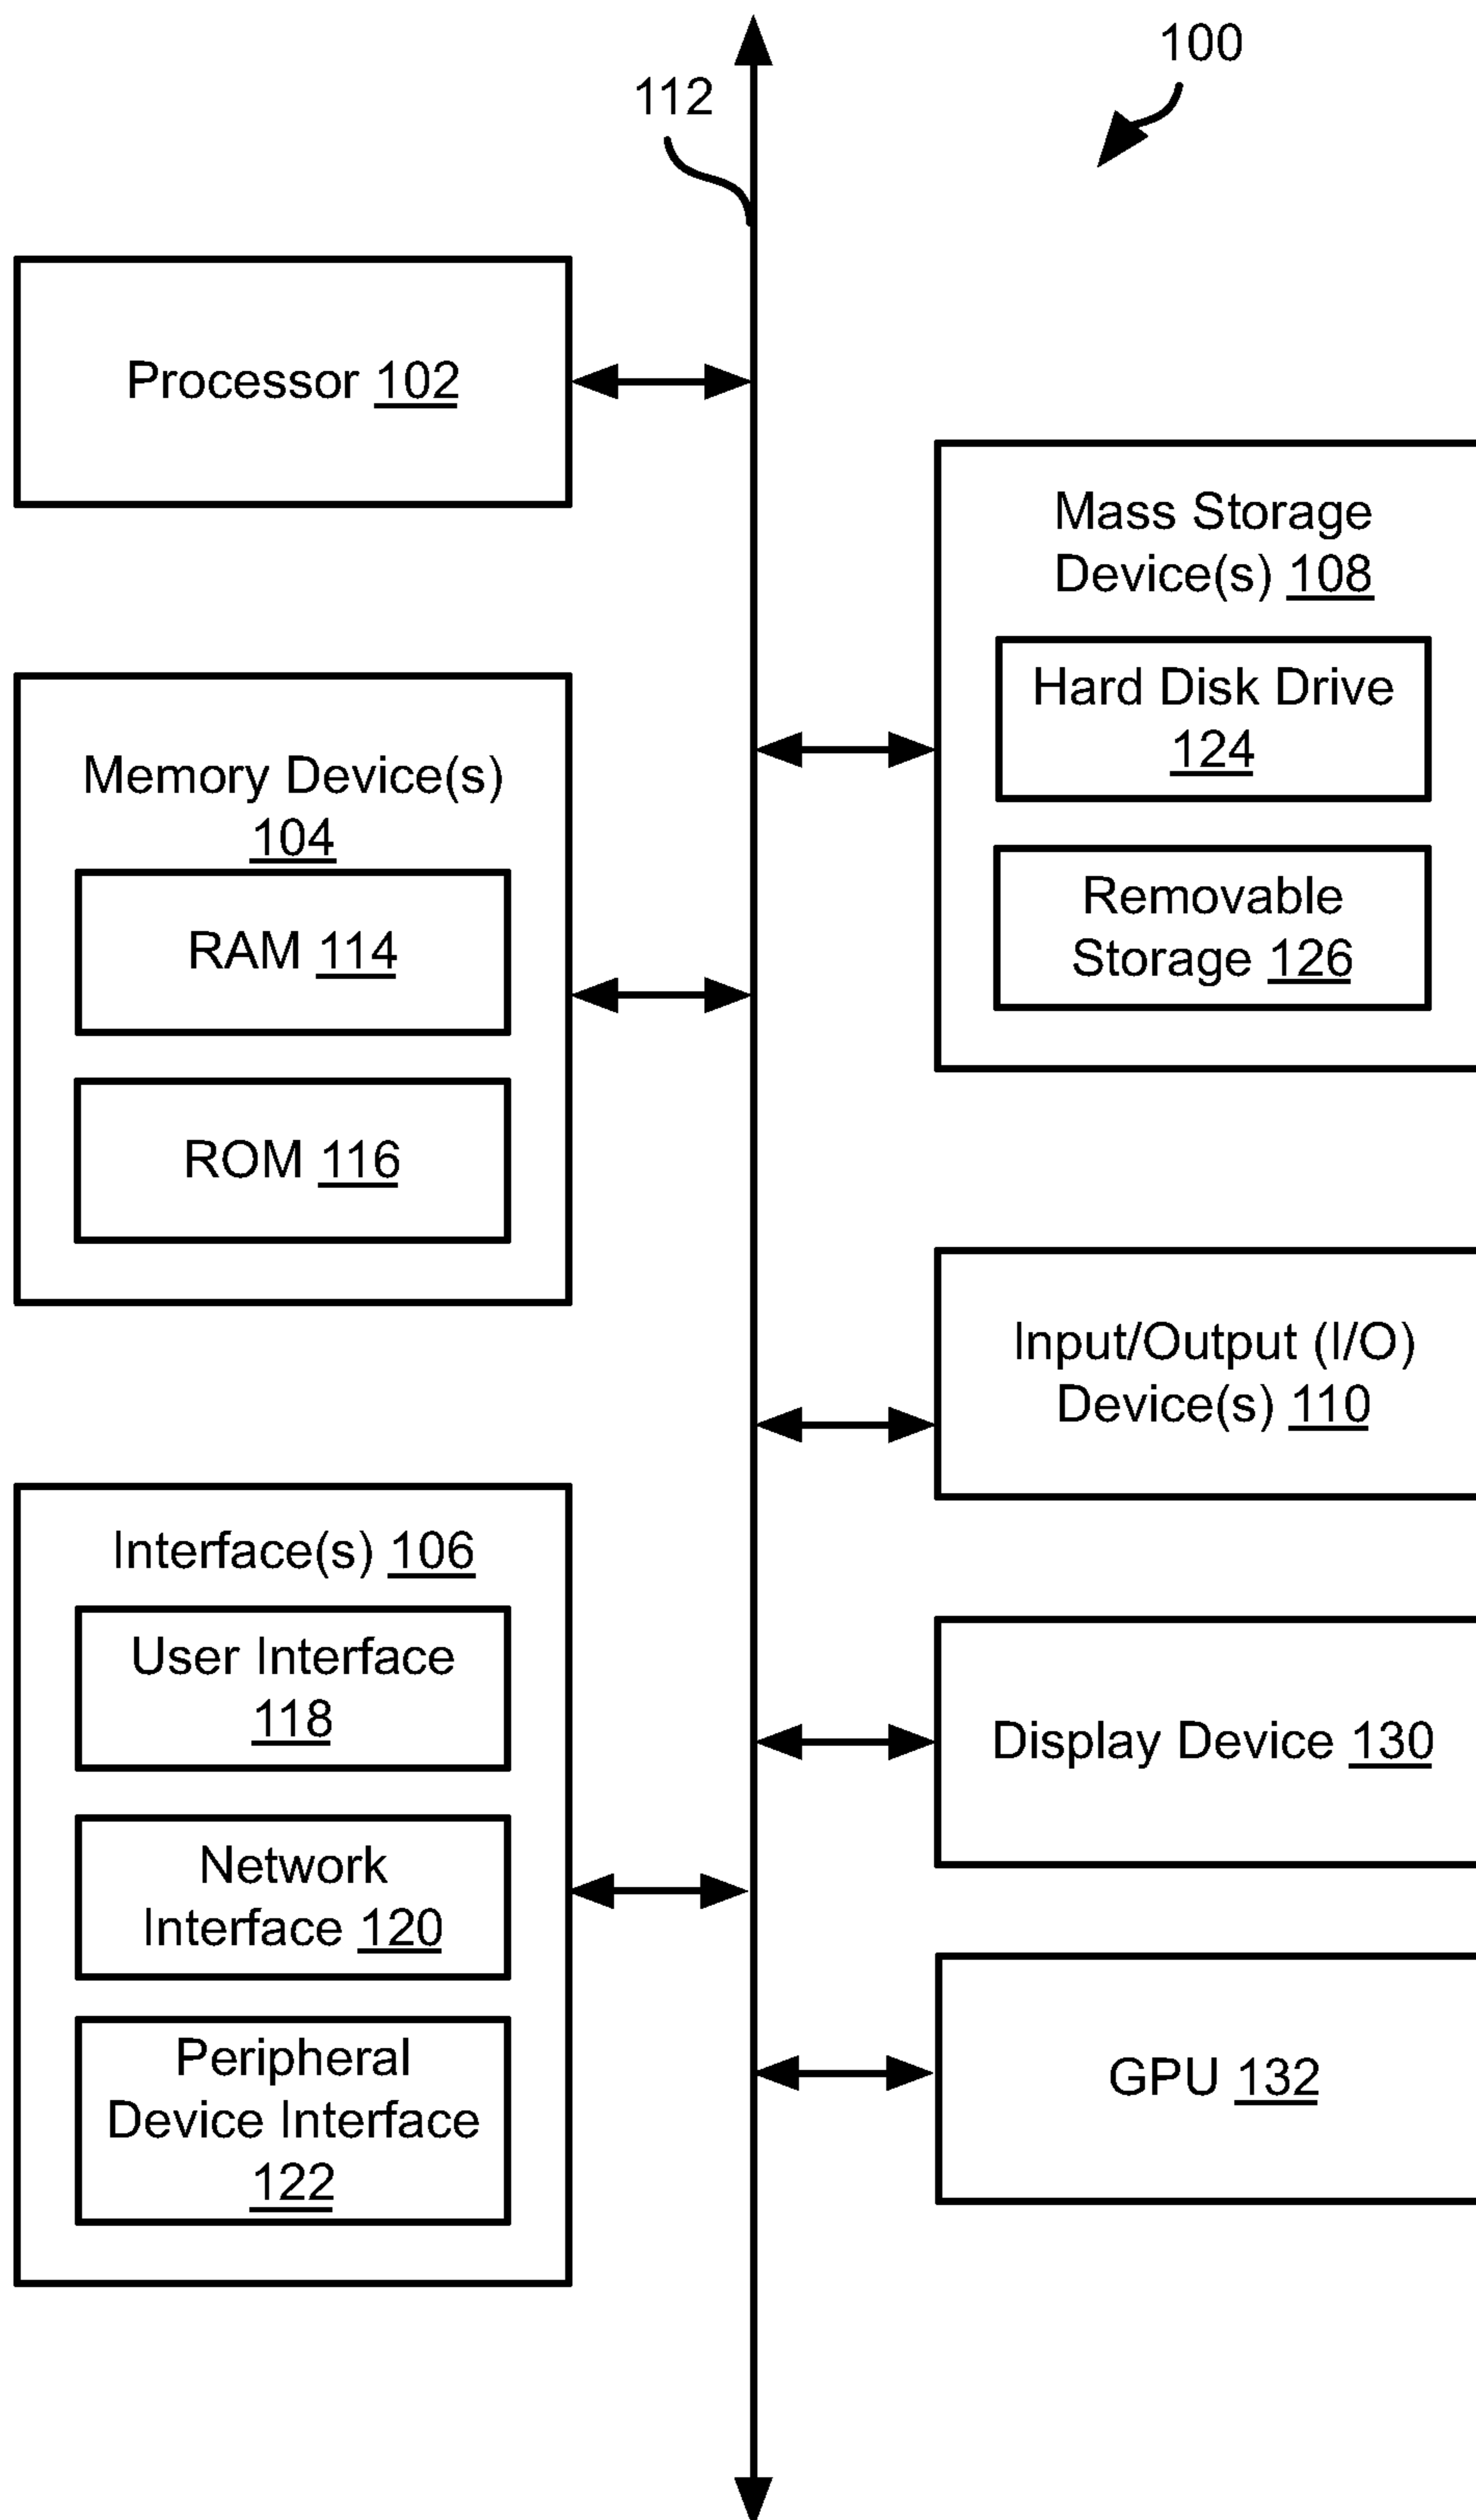 100
112
Processor 102
Mass Storage
Device(s) 108
Hard Disk Drive
124
Removable
Storage 126
Memory Device(s)
104
RAM 114
ROM 116
Input/Output (I/O)
Device(s) 110
Interface(s) 106
User Interface
118
Network
Interface 120
Peripheral
Device Interface
122
Display Device 130
GPU 132